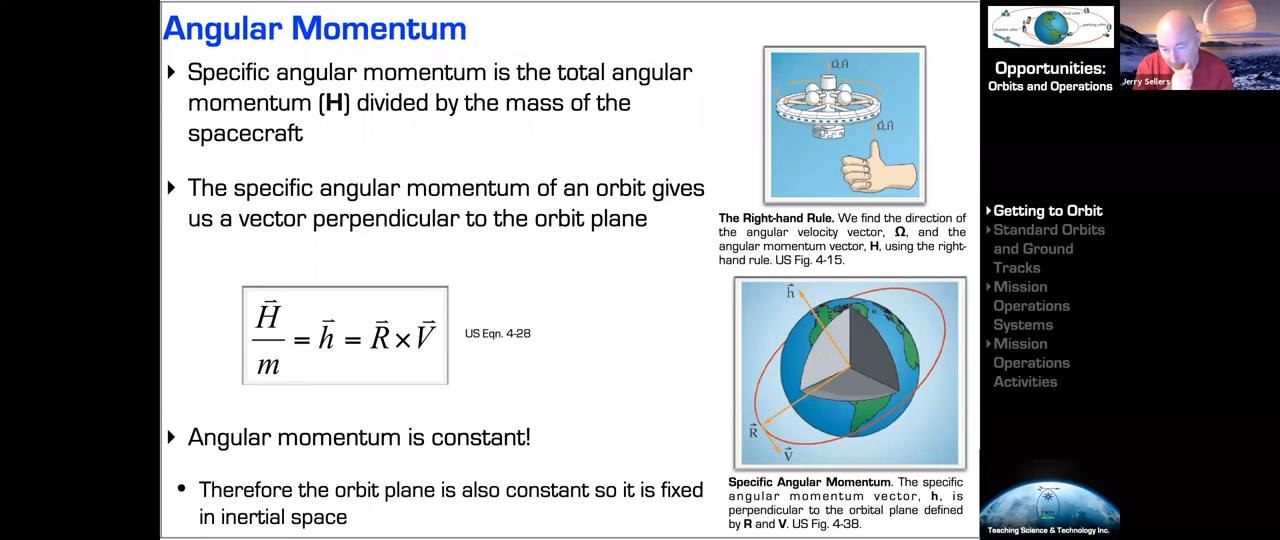 Angular Momentum
Specific angular momentum is the total angular
momentum (H) divided by the mass of the
spacecraft
The specific angular momentum of an orbit gives
us a vector perpendicular to the orbit plane
H/m = h = R × V
US Eqn. 4-28
Angular momentum is constant!
Therefore the orbit plane is also constant so it is fixed
in inertial space
Ω,H
Ω,H
The Right-hand Rule. We find the direction of
the angular velocity vector, Ω, and the
angular momentum vector, H, using the right-
hand rule. US Fig. 4-15.
h
R
V
Specific Angular Momentum. The specific
angular momentum vector, h, is
perpendicular to the orbital plane defined
by R and V. US Fig. 4-38.
Opportunities:
Orbits and Operations
Getting to Orbit
Standard Orbits
and Ground
Tracks
Mission
Operations
Systems
Mission
Operations
Activities
Teaching Science & Technology Inc.
Jerry Sellers